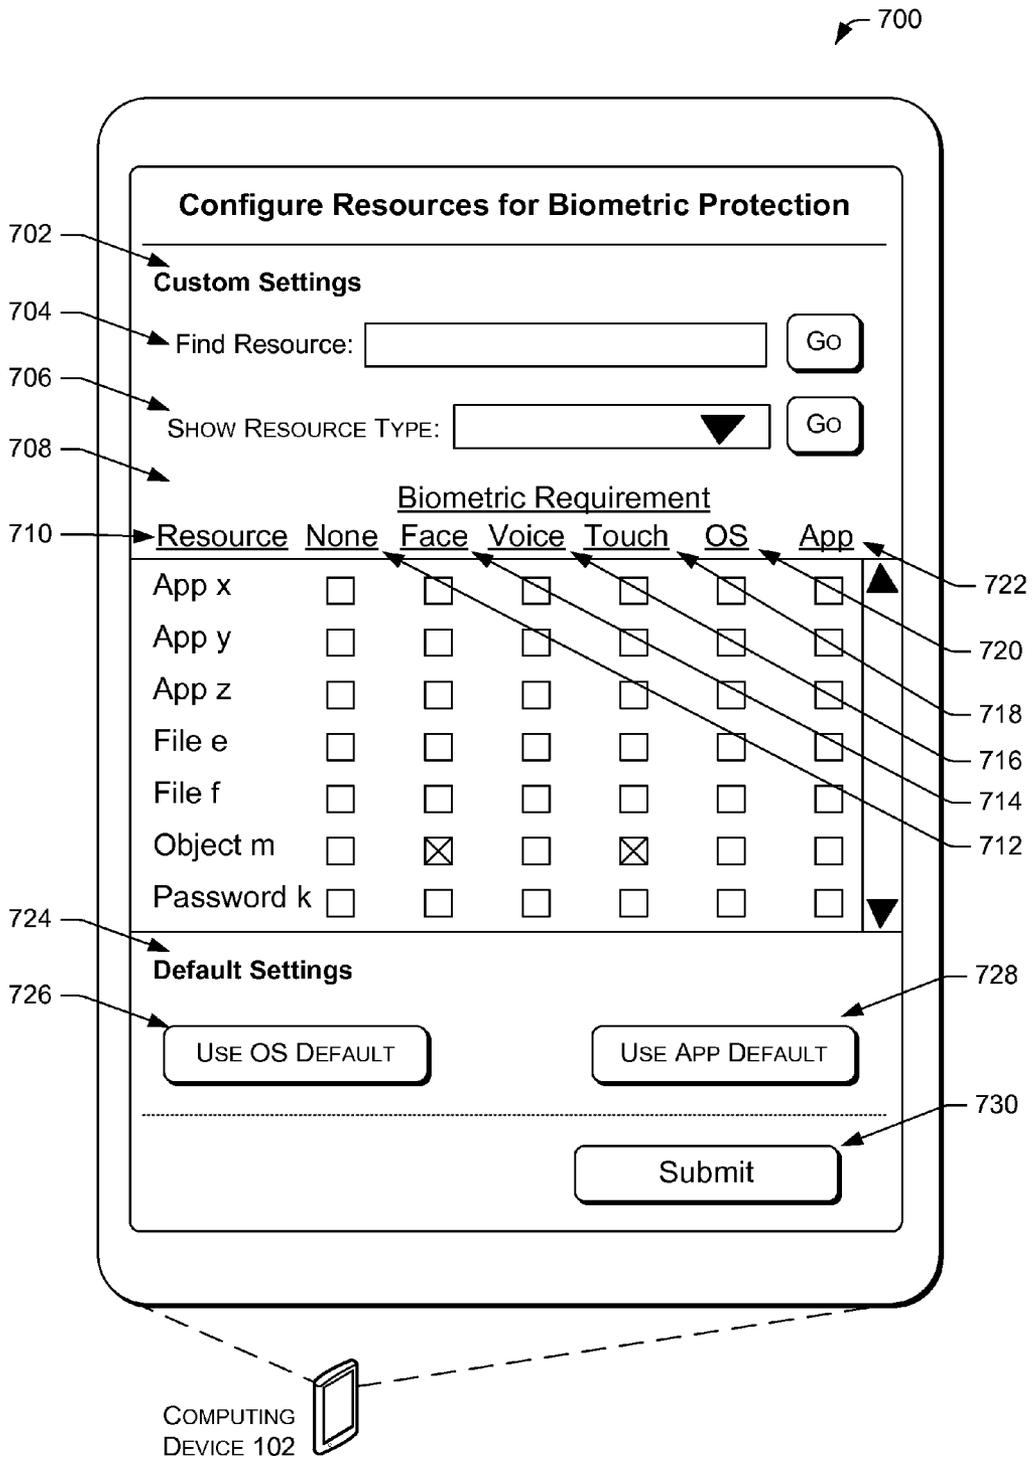 700
Configure Resources for Biometric Protection
702
Custom Settings
704
Find Resource:
Go
706
SHOW RESOURCE TYPE:
Go
708
Biometric Requirement
710
Resource None Face Voice Touch OS App
App x
722
App y
720
App z
718
File e
716
File f
714
Object m
712
Password k
724
Default Settings
728
726
USE OS DEFAULT
USE APP DEFAULT
730
Submit
COMPUTING
DEVICE 102